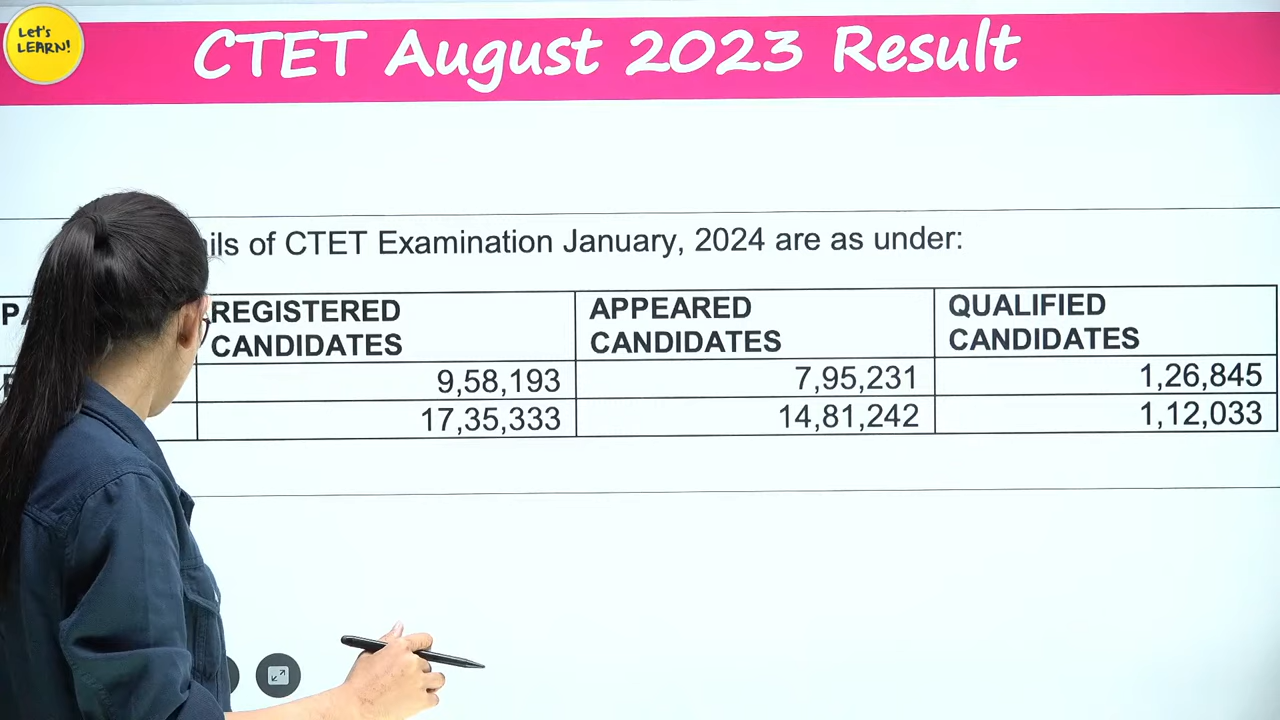 Let's
LEARN!
CTET August 2023 Result
of CTET Examination January, 2024 are as under:
REGISTERED CANDIDATES
APPEARED CANDIDATES
QUALIFIED CANDIDATES
9,58,193 7,95,231 1,26,845
17,35,333 14,81,242 1,12,033